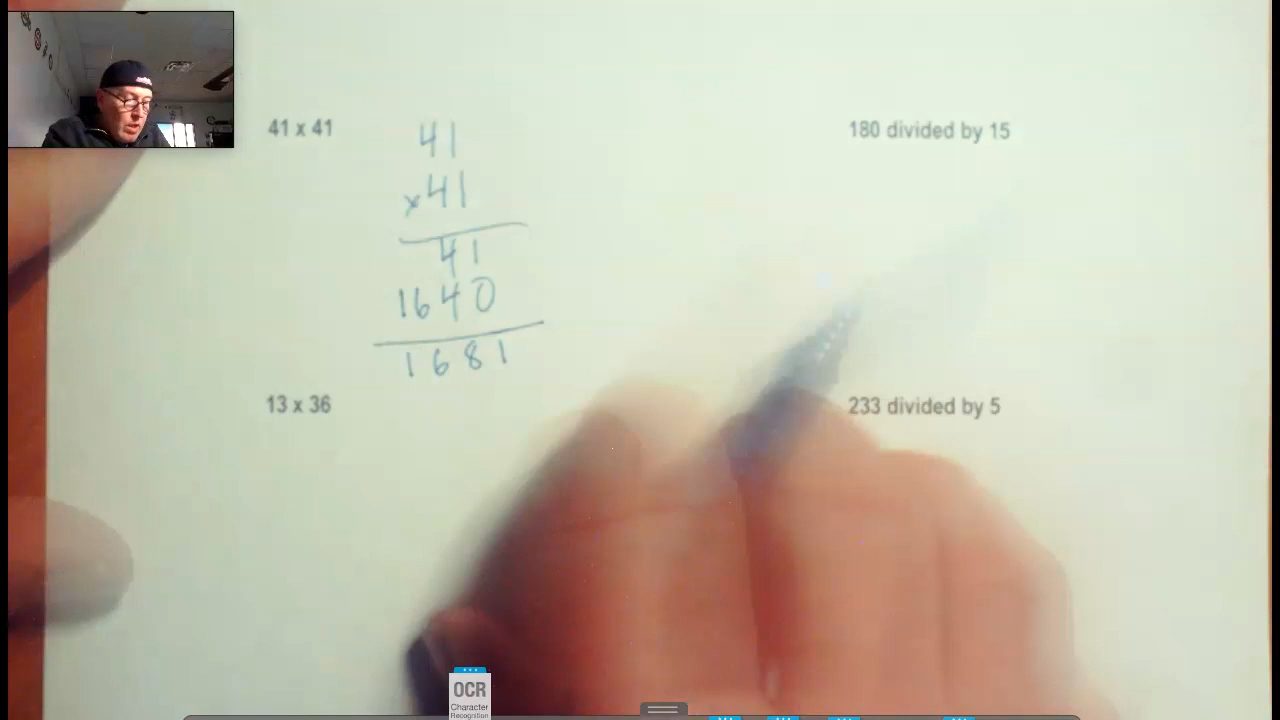 41 x 41
41
x41
41
1640
1681
180 divided by 15
13 x 36
233 divided by 5
OCR
Character
Recognition